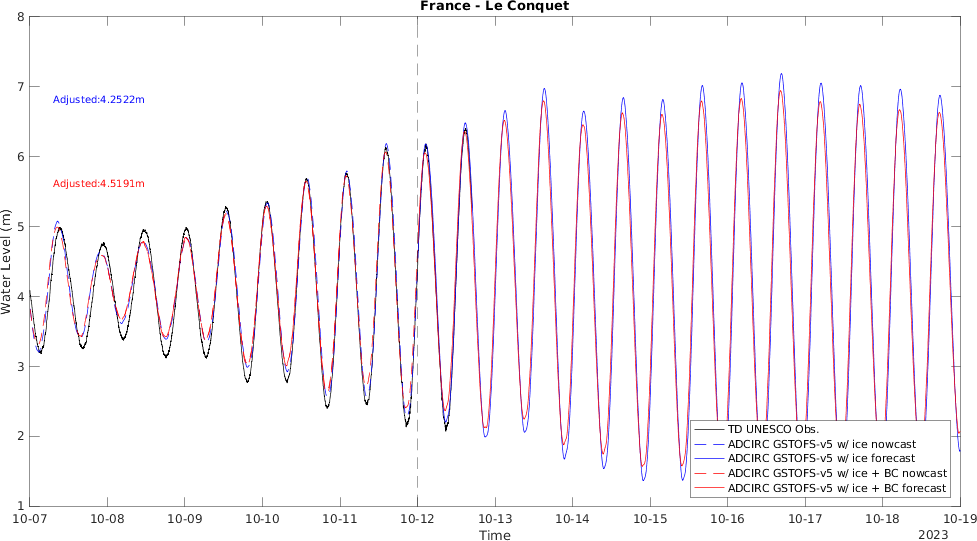 France - Le Conquet
8
7
6
5
4
3
2
1
Water Level (m)
Adjusted:4.2522m
Adjusted:4.5191m
TD UNESCO Obs.
ADCIRC GSTOFS-v5 w/ ice nowcast
ADCIRC GSTOFS-v5 w/ ice forecast
ADCIRC GSTOFS-v5 w/ ice + BC nowcast
ADCIRC GSTOFS-v5 w/ ice + BC forecast
10-07 10-08 10-09 10-10 10-11 10-12 10-13 10-14 10-15 10-16 10-17 10-18 10-19
Time
2023